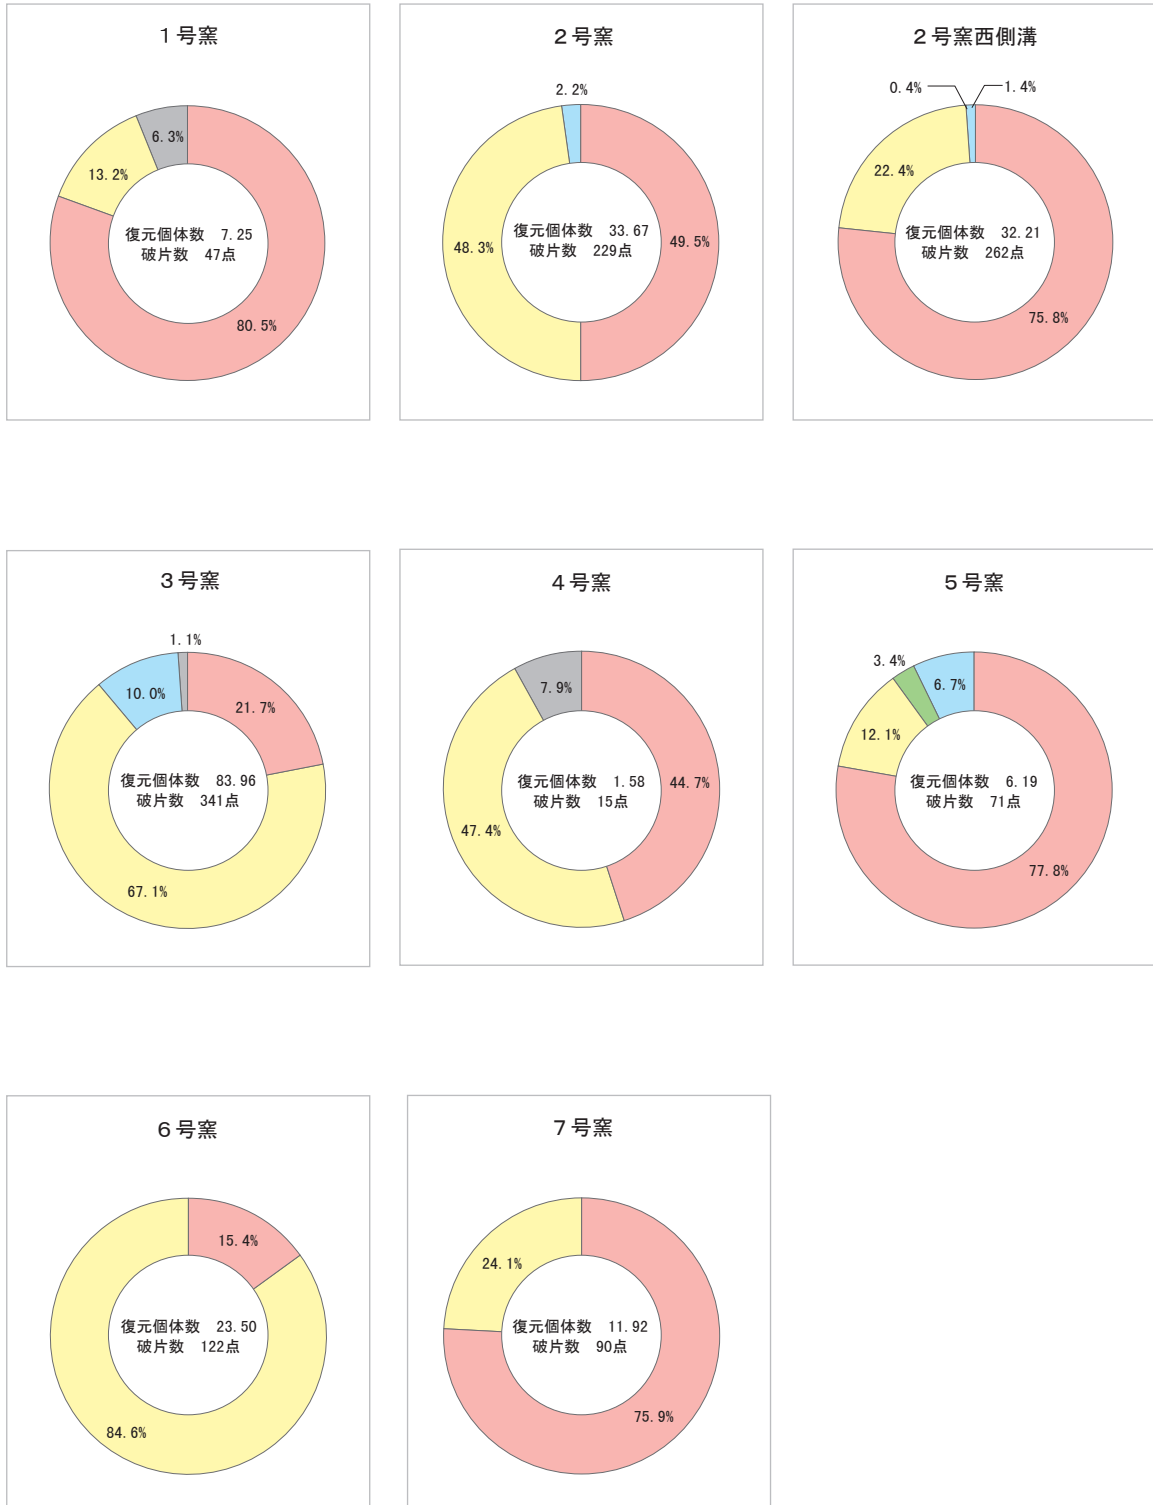 １号窯
6.3%
13.2%
復元個体数　7.25
破片数　47点
80.5%
２号窯
2.2%
48.3%
復元個体数　33.67
破片数　229点
49.5%
２号窯西側溝
0.4%
1.4%
22.4%
復元個体数　32.21
破片数　262点
75.8%
３号窯
1.1%
10.0%
21.7%
復元個体数　83.96
破片数　341点
67.1%
４号窯
7.9%
復元個体数　1.58
破片数　15点
44.7%
47.4%
５号窯
3.4%
6.7%
12.1%
復元個体数　6.19
破片数　71点
77.8%
６号窯
15.4%
復元個体数　23.50
破片数　122点
84.6%
７号窯
24.1%
復元個体数　11.92
破片数　90点
75.9%